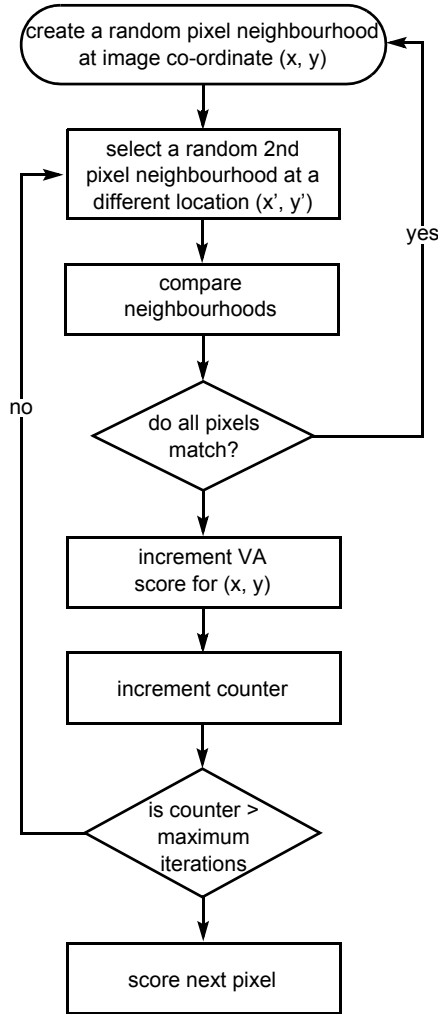 create a random pixel neighbourhood
at image co-ordinate (x, y)
select a random 2nd
pixel neighbourhood at a
different location (x’, y’)
yes
compare
neighbourhoods
no
do all pixels
match?
increment VA
score for (x, y)
increment counter
is counter >
maximum
iterations
score next pixel